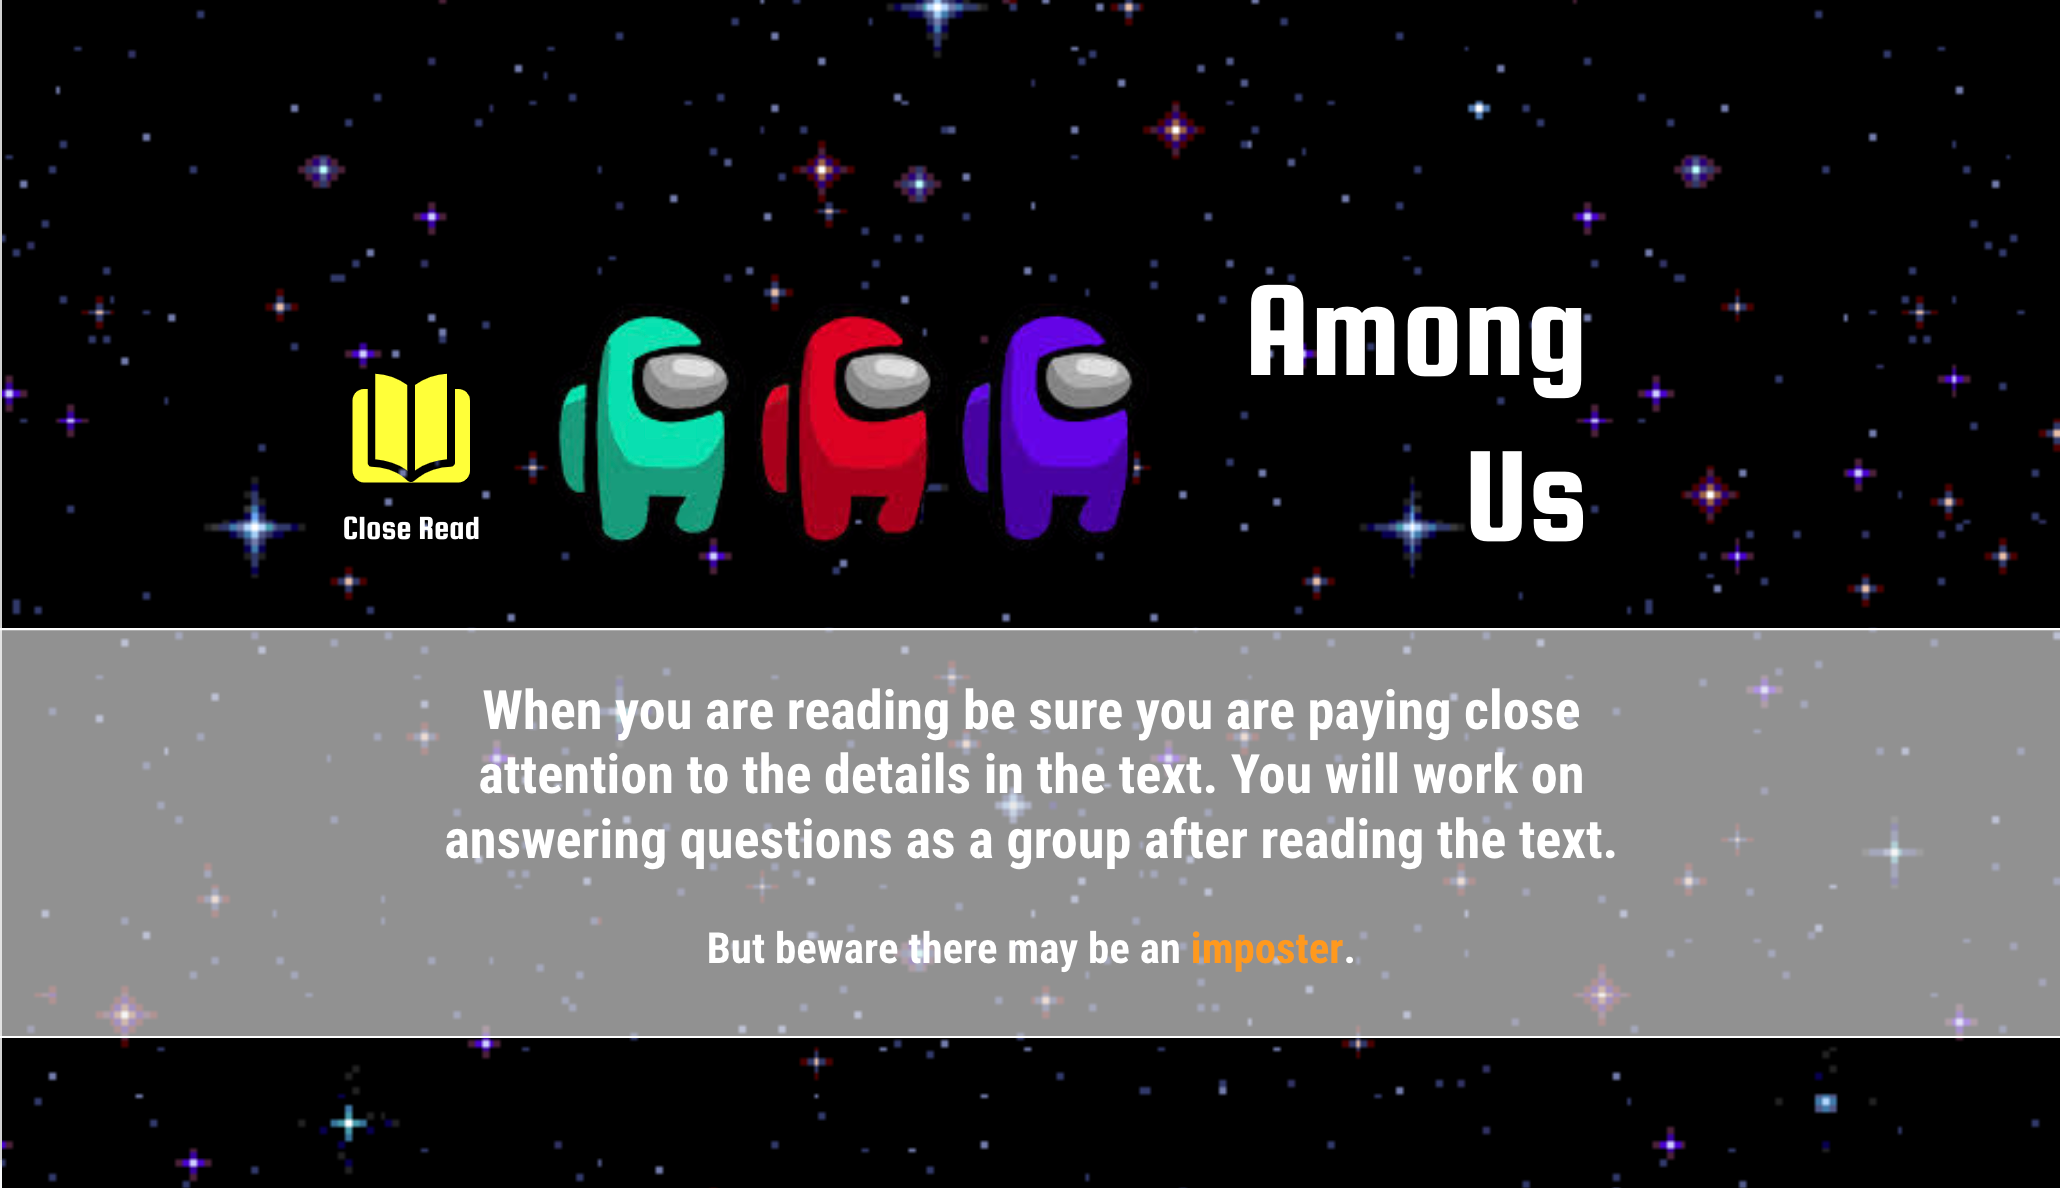 Among
Us
Close Read
When you are reading be sure you are paying close
attention to the details in the text. You will work on
answering questions as a group after reading the text.
But beware there may be an imposter.